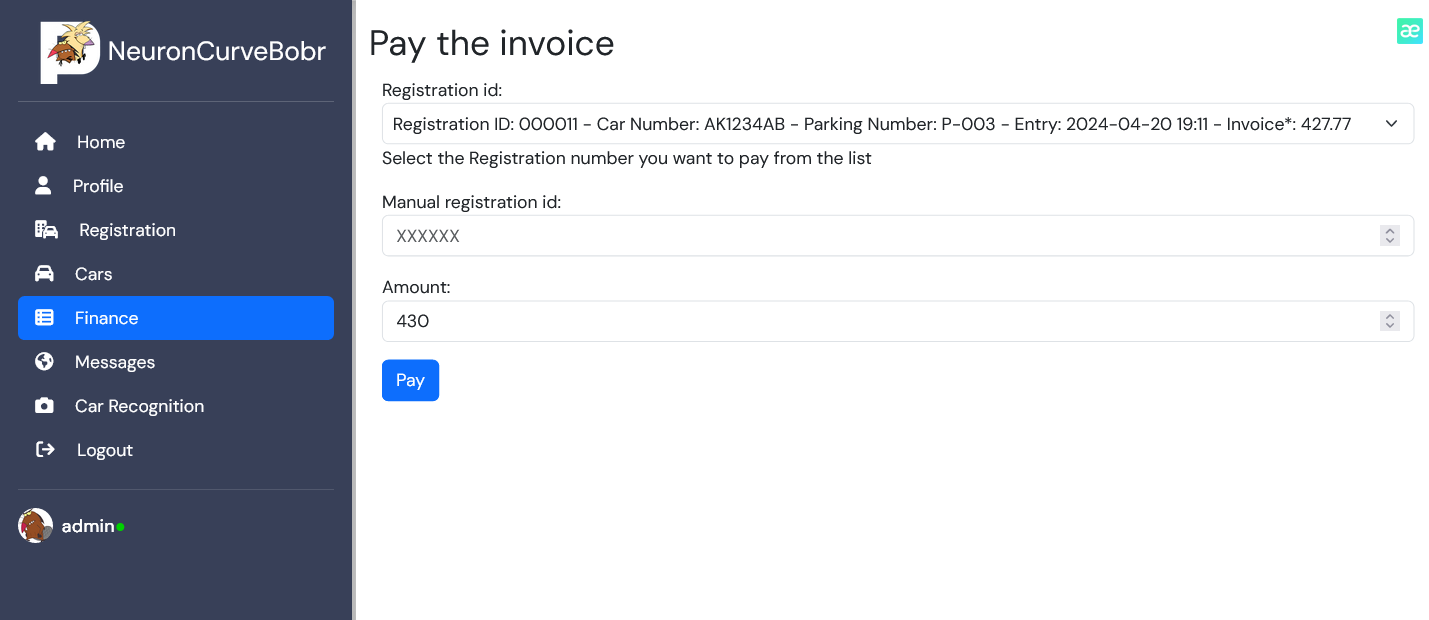 NeuronCurveBobr
Home
Profile
Registration
Cars
Finance
Messages
Car Recognition
Logout
admin
Pay the invoice
æ
Registration id:
Registration ID: 000011 - Car Number: AK1234AB - Parking Number: P-003 - Entry: 2024-04-20 19:11 - Invoice*: 427.77
Select the Registration number you want to pay from the list
Manual registration id:
XXXXXX
Amount:
430
Pay